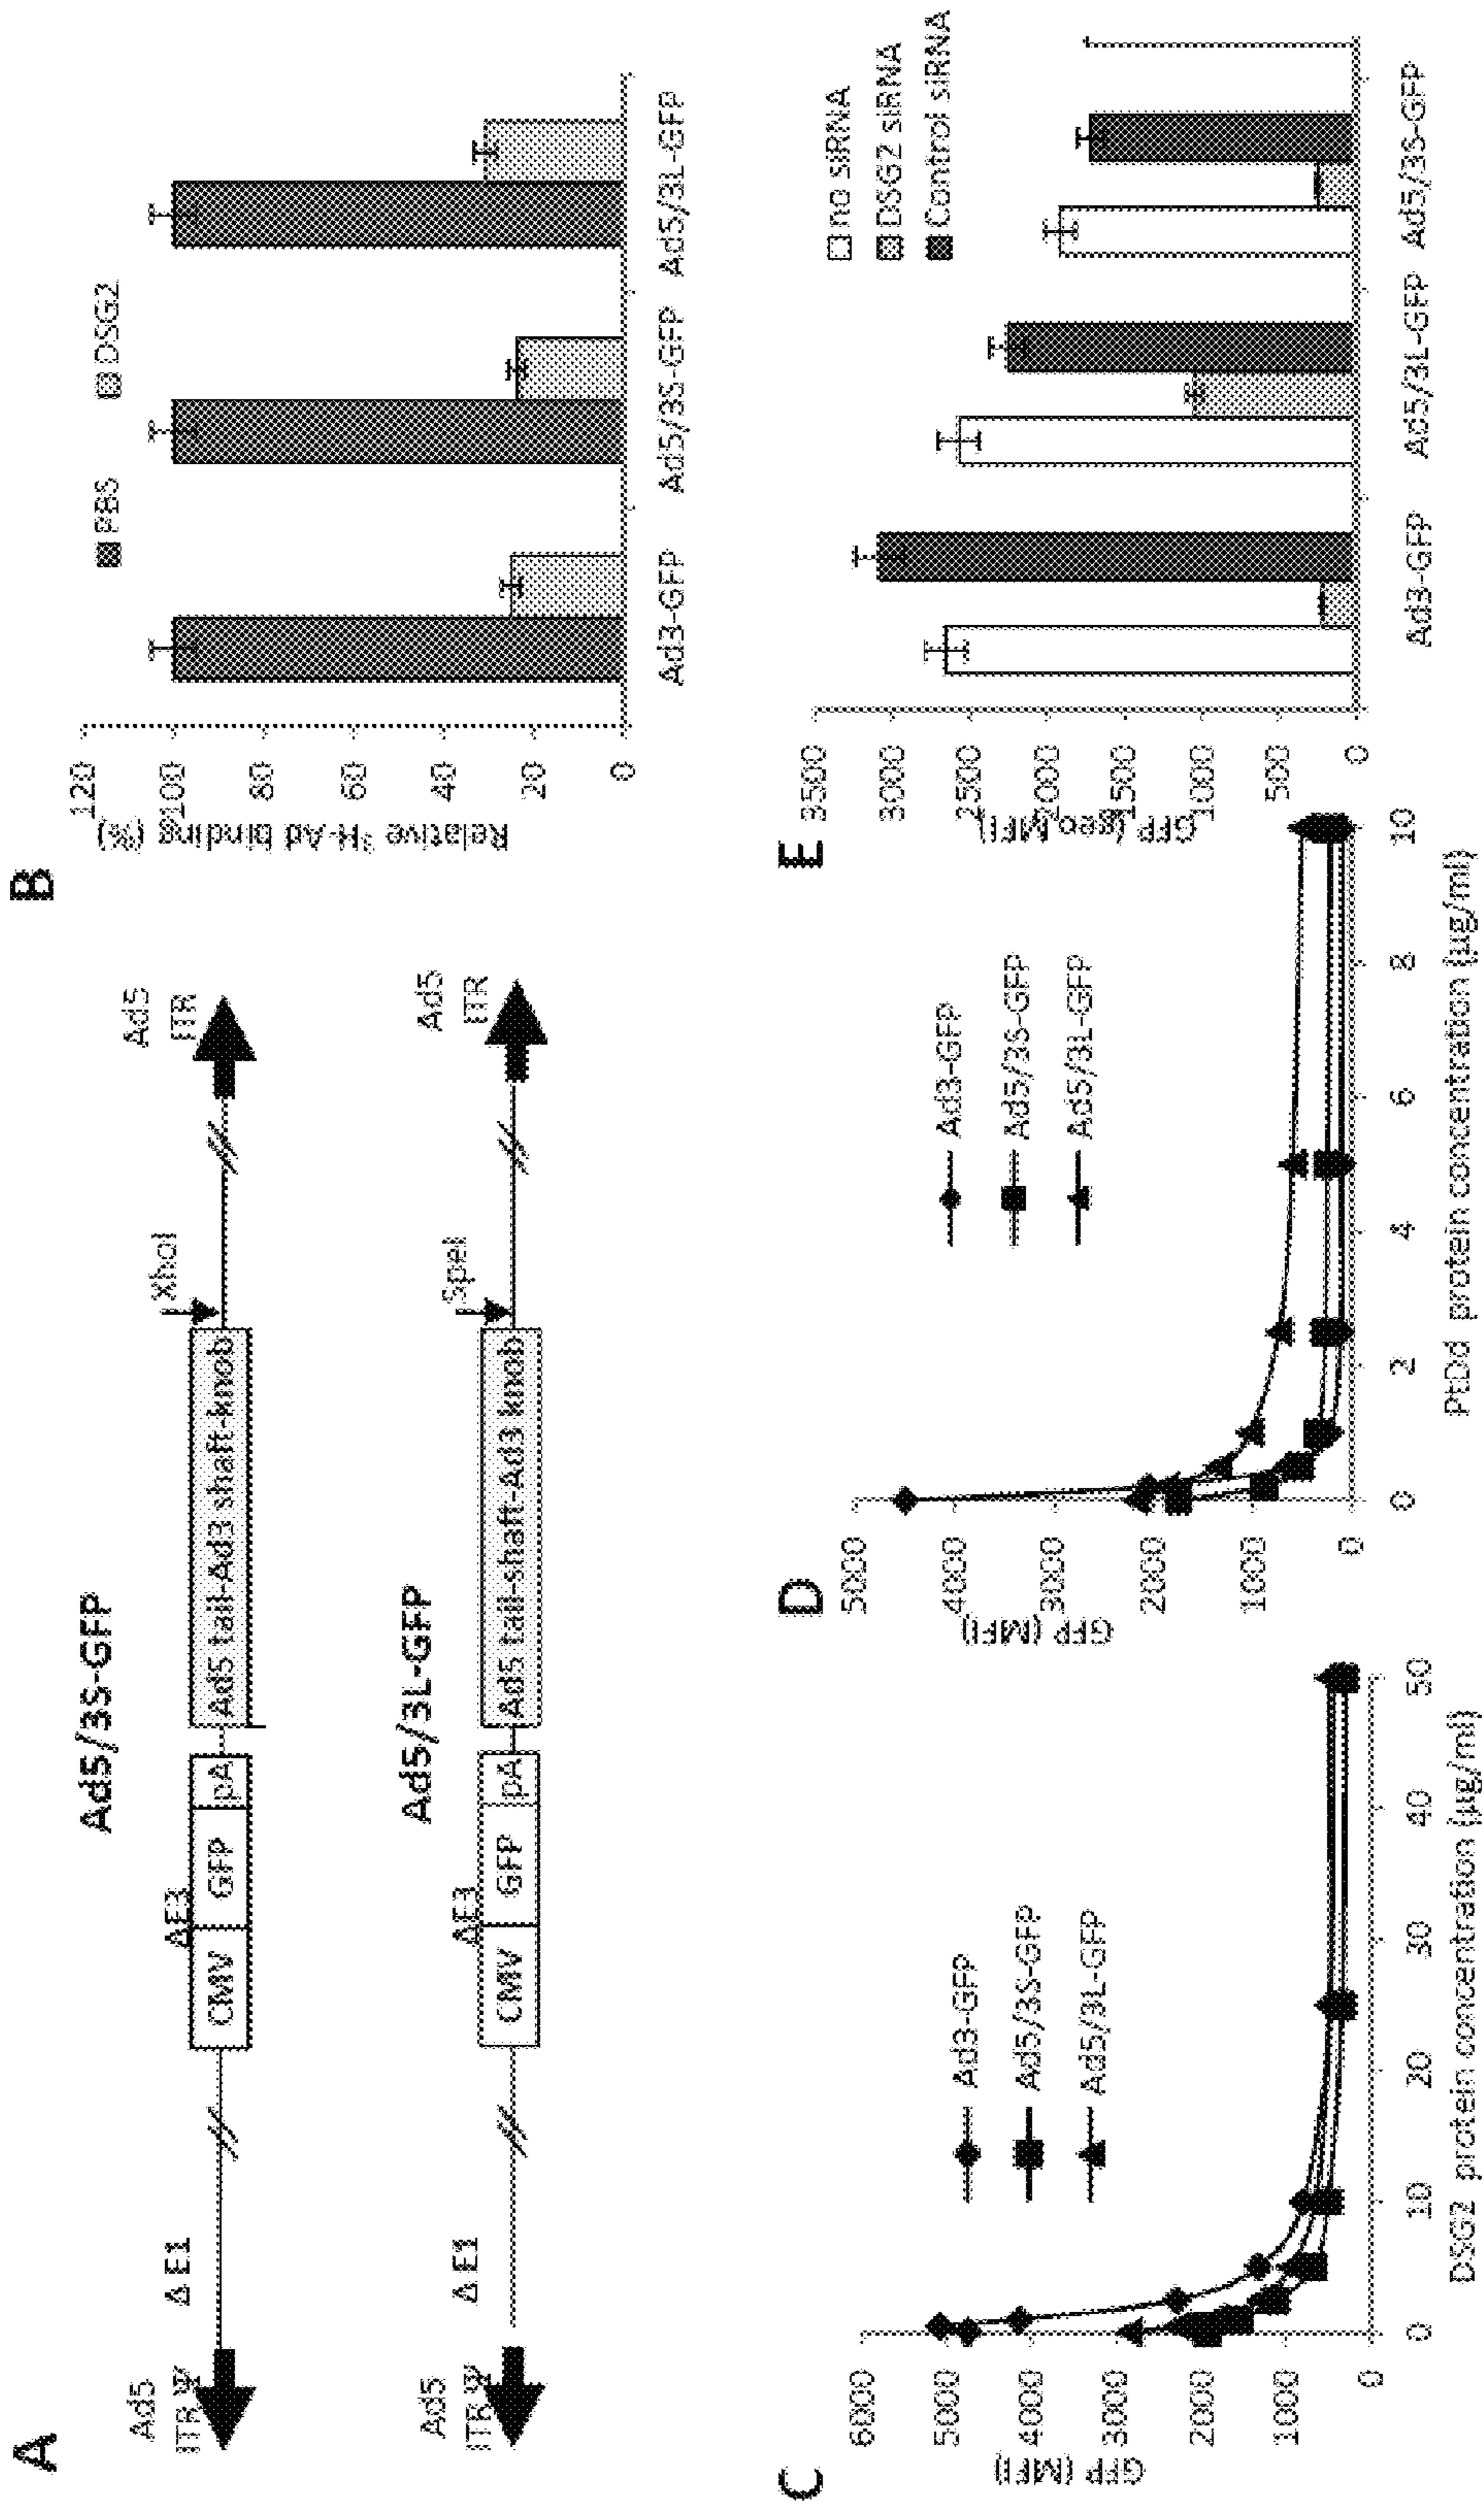 A
Ad5/3S-GFP
Ad5
ITR Ψ
Δ E1
ΔE3
CMV
GFP
pA
Ad5 tail-Ad3 shaft-knob
XhoI
Ad5
ITR
Ad5/3L-GFP
Ad5
ITR Ψ
Δ E1
ΔE3
CMV
GFP
pA
Ad5 tail-shaft-Ad3 knob
SpeI
Ad5
ITR
B
PBS
DSG2
Relative ³H-Ad binding (%)
120
100
80
60
40
20
0
Ad3-GFP
Ad5/3S-GFP
Ad5/3L-GFP
C
GFP (MFI)
6000
5000
4000
3000
2000
1000
0
Ad3-GFP
Ad5/3S-GFP
Ad5/3L-GFP
0 10 20 30 40 50
DSG2 protein concentration (µg/ml)
D
GFP (MFI)
5000
4000
3000
2000
1000
0
Ad3-GFP
Ad5/3S-GFP
Ad5/3L-GFP
0 2 4 6 8 10
PtDd protein concentration (µg/ml)
E
GFP (geo MFI)
3500
3000
2500
2000
1500
1000
500
0
no siRNA
DSG2 siRNA
Control siRNA
Ad3-GFP
Ad5/3L-GFP
Ad5/3S-GFP